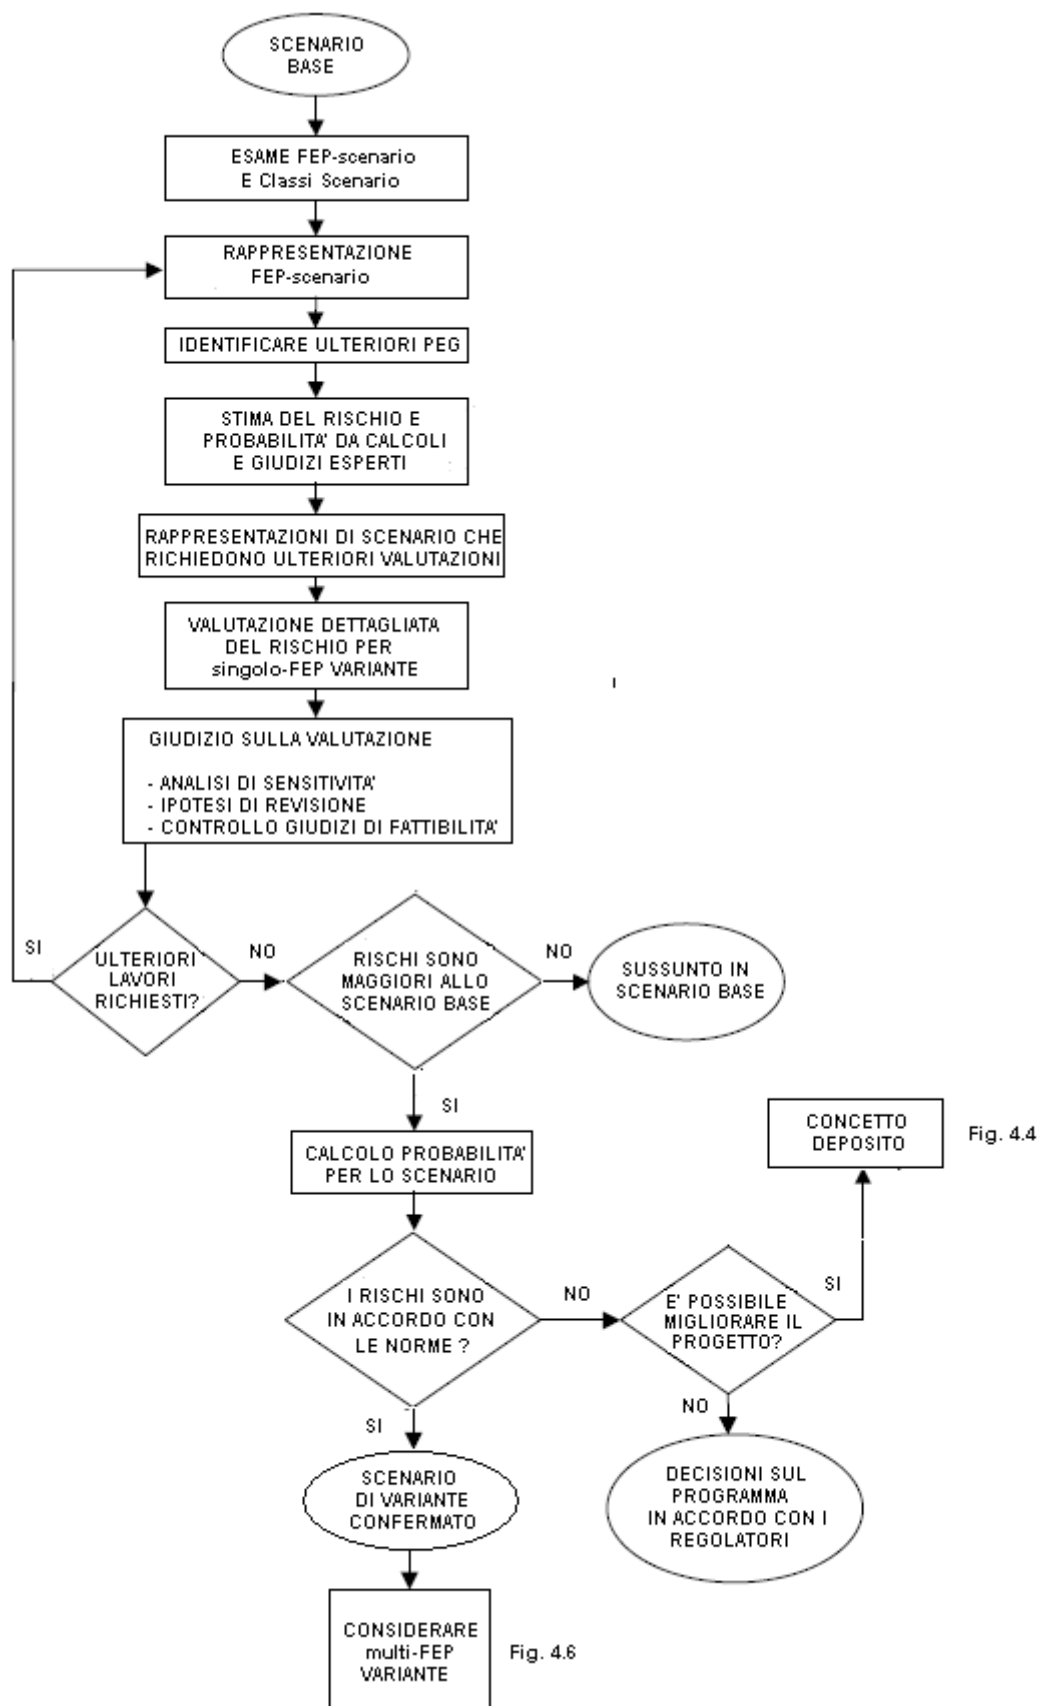 SCENARIO
BASE
ESAME FEP-scenario
E Classi Scenario
RAPPRESENTAZIONE
FEP-scenario
IDENTIFICARE ULTERIORI PEG
STIMA DEL RISCHIO E
PROBABILITA' DA CALCOLI
E GIUDIZI ESPERTI
RAPPRESENTAZIONI DI SCENARIO CHE
RICHIEDONO ULTERIORI VALUTAZIONI
VALUTAZIONE DETTAGLIATA
DEL RISCHIO PER
singolo-FEP VARIANTE
GIUDIZIO SULLA VALUTAZIONE
- ANALISI DI SENSITIVITA'
- IPOTESI DI REVISIONE
- CONTROLLO GIUDIZI DI FATTIBILITA'
SI
ULTERIORI
LAVORI
RICHIESTI?
NO
RISCHI SONO
MAGGIORI ALLO
SCENARIO BASE
NO
SUSSUNTO IN
SCENARIO BASE
SI
CALCOLO PROBABILITA'
PER LO SCENARIO
CONCETTO
DEPOSITO
Fig. 4.4
I RISCHI SONO
IN ACCORDO CON
LE NORME ?
NO
E' POSSIBILE
MIGLIORARE IL
PROGETTO?
SI
NO
SI
SCENARIO
DI VARIANTE
CONFERMATO
DECISIONI SUL
PROGRAMMA
IN ACCORDO CON I
REGOLATORI
CONSIDERARE
multi-FEP
VARIANTE
Fig. 4.6